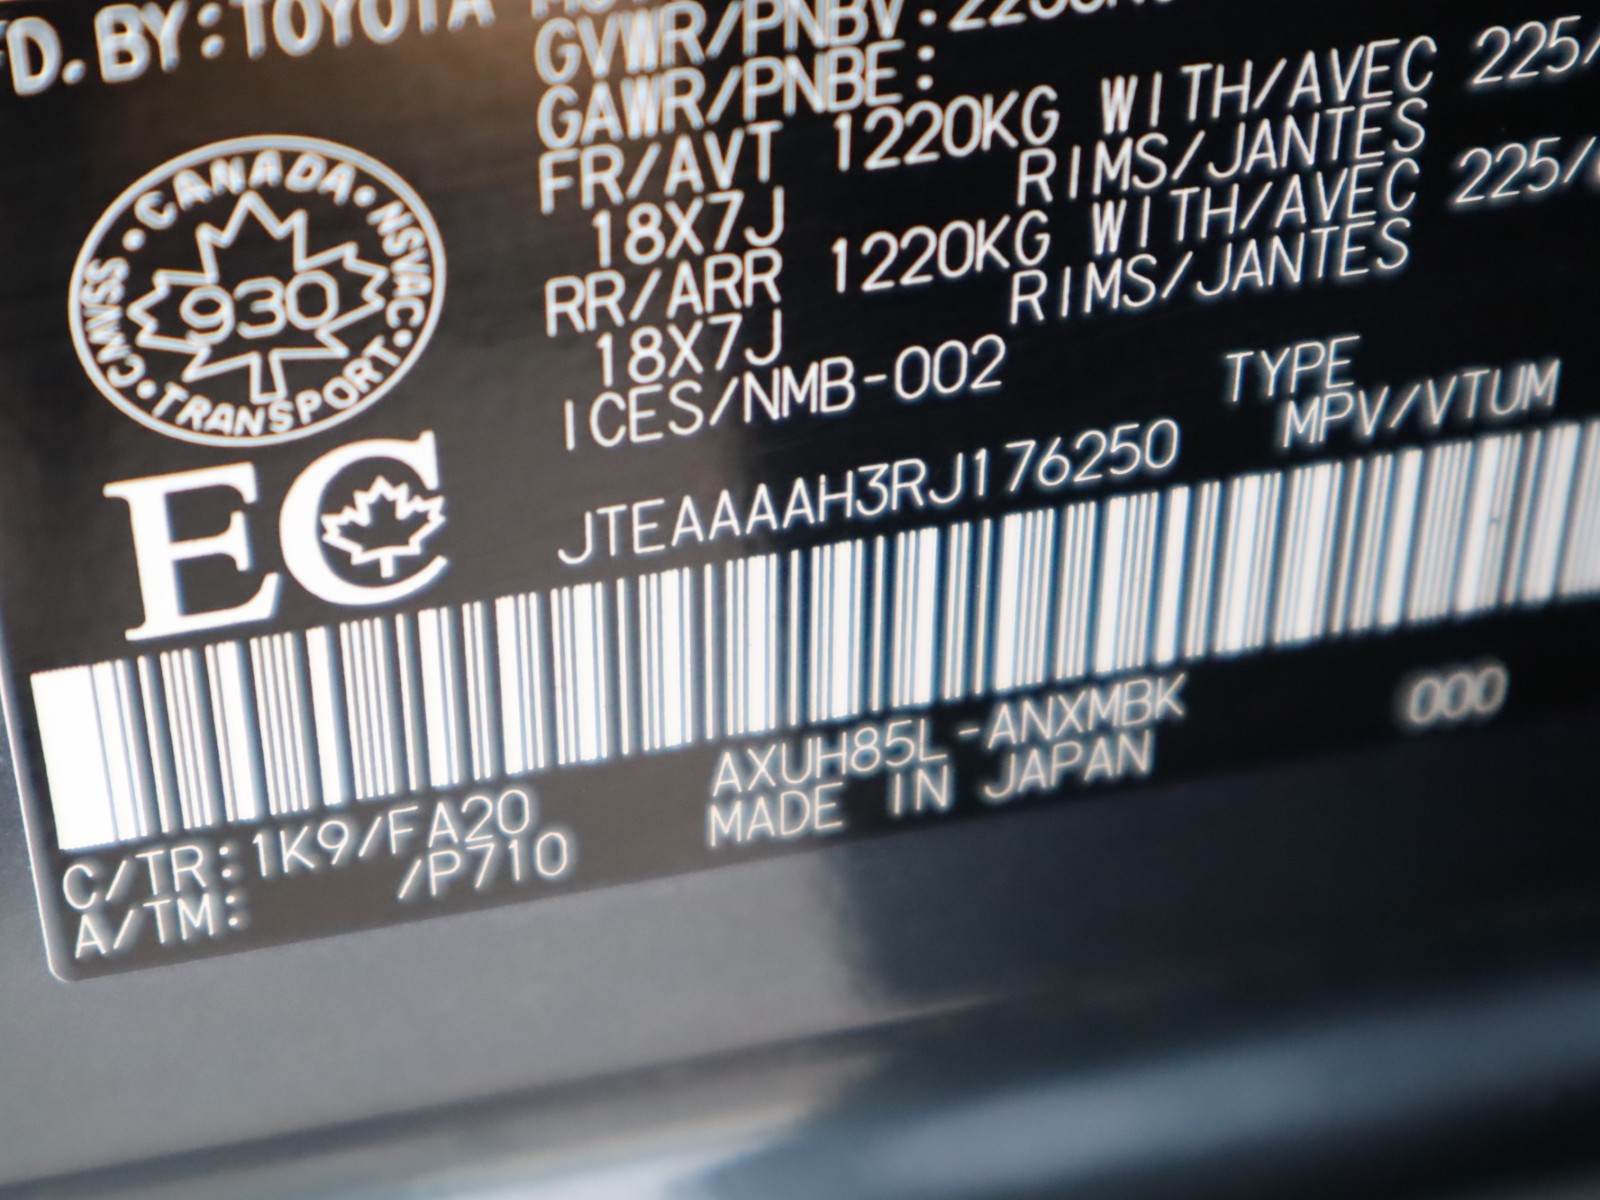 D. BY: TOYOTA
GVWR/PNBV:
GAWR/PNBE:
FR/AVT 1220KG WITH/AVEC 225/
18X7J RIMS/JANTES
RR/ARR 1220KG WITH/AVEC 225/
18X7J RIMS/JANTES
ICES/NMB-002
TYPE
MPV/VTUM
CANADA • NSVAC • TRANSPORT • CMVSS •
930
EC
JTEAAAAH3RJ176250
AXUH85L-ANXMBK 000
MADE IN JAPAN
C/TR: 1K9/FA20
A/TM: /P710